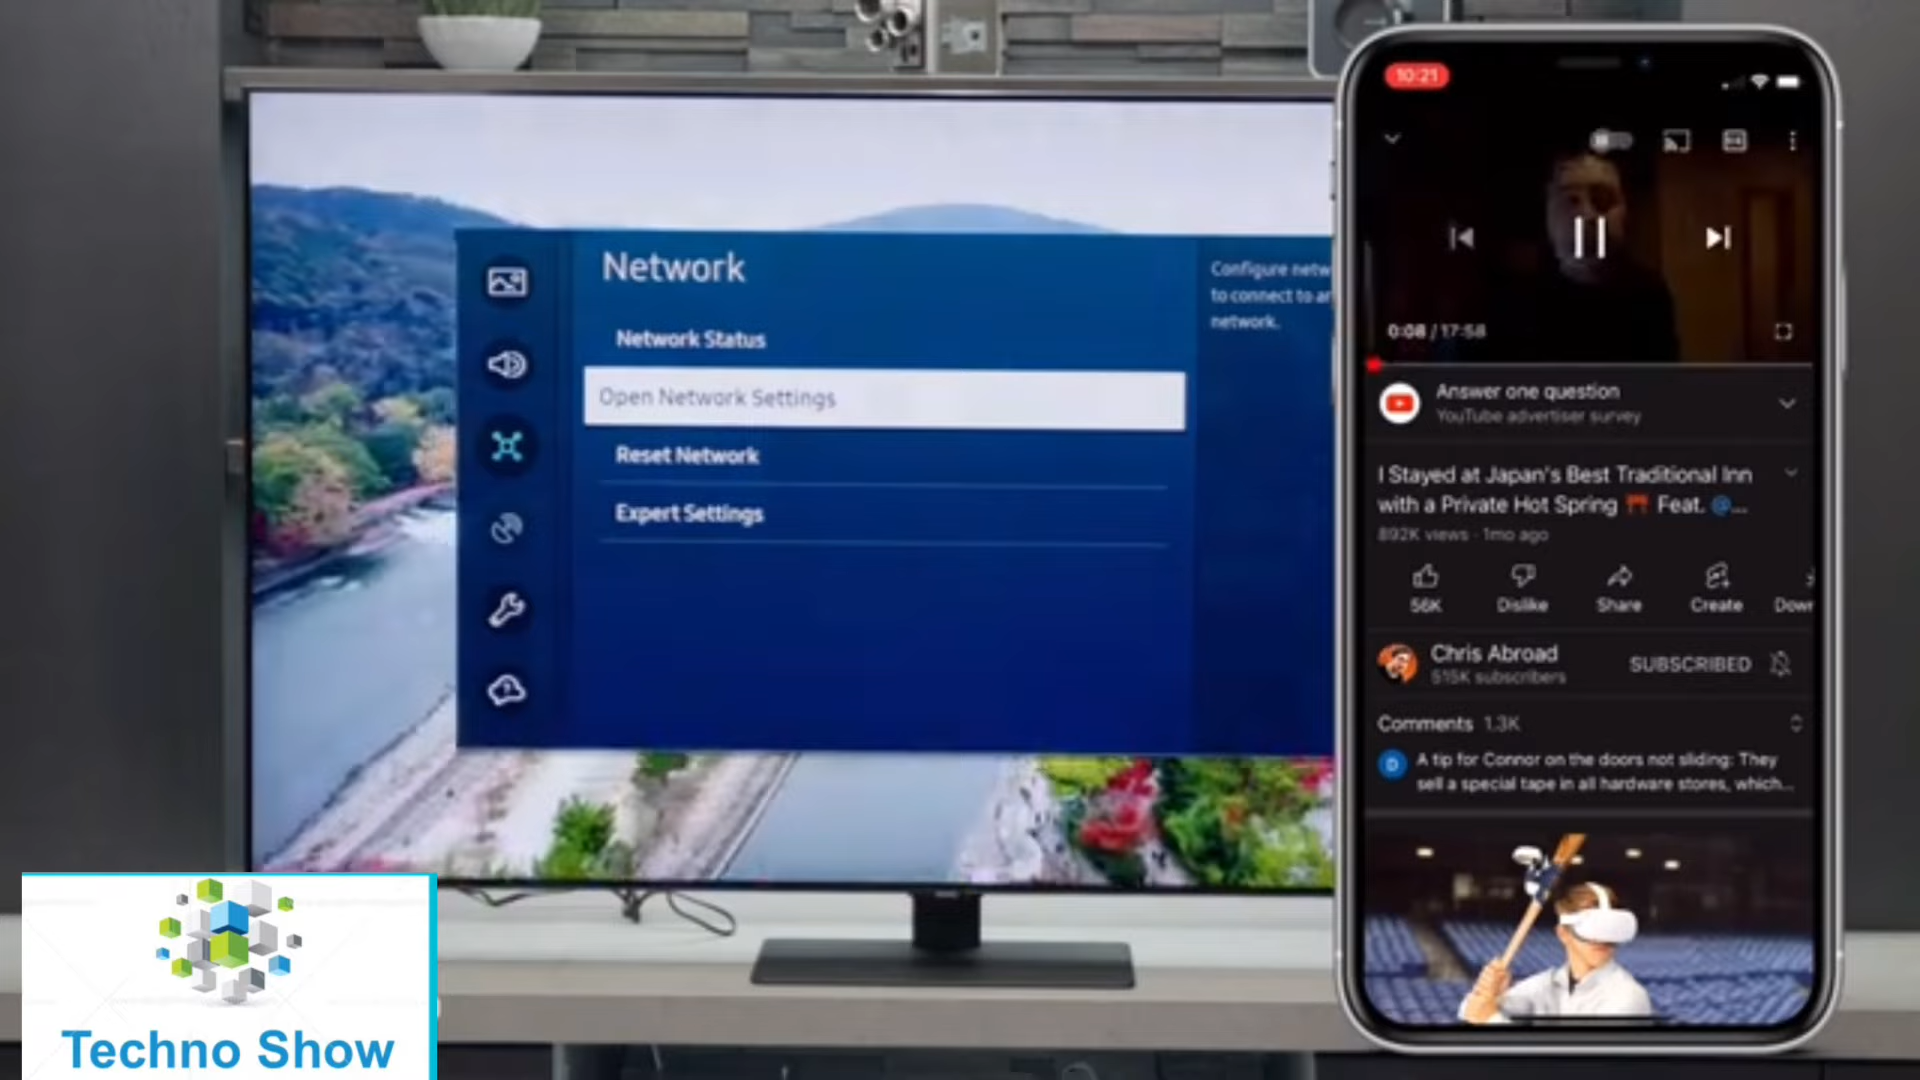 Network
Network Status
Open Network Settings
Reset Network
Expert Settings
Configure netw
to connect to ar
network.
10:21
0:08 / 17:58
Answer one question
YouTube advertiser survey
I Stayed at Japan's Best Traditional Inn
with a Private Hot Spring ⛩ Feat. @...
892K views · 1mo ago
56K
Dislike
Share
Create
Down
Chris Abroad
515K subscribers
SUBSCRIBED
Comments 1.3K
D
A tip for Connor on the doors not sliding: They
sell a special tape in all hardware stores, which...
Techno Show